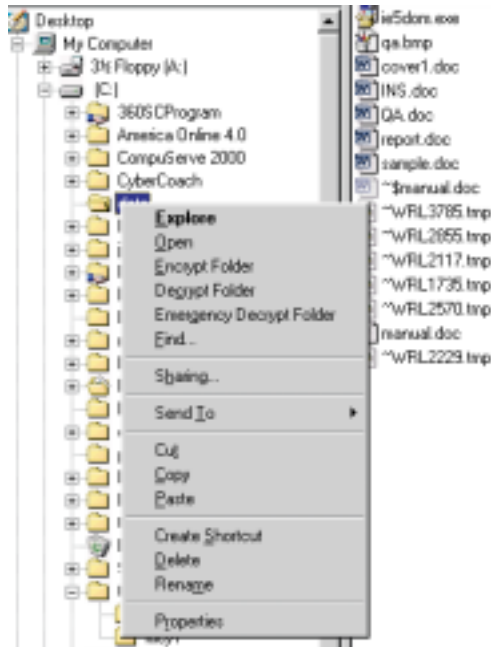 Desktop
My Computer
3½ Floppy (A:)
(C:)
360SCProgram
America Online 4.0
CompuServe 2000
CyberCoach
Explore
Open
Encrypt Folder
Decrypt Folder
Emergency Decrypt Folder
Find...
Sharing...
Send To
Cut
Copy
Paste
Create Shortcut
Delete
Rename
Properties
ie5dom.exe
qa.bmp
cover1.doc
INS.doc
QA.doc
report.doc
sample.doc
~$manual.doc
~WRL3785.tmp
~WRL2855.tmp
~WRL2117.tmp
~WRL1735.tmp
~WRL2570.tmp
manual.doc
~WRL2229.tmp